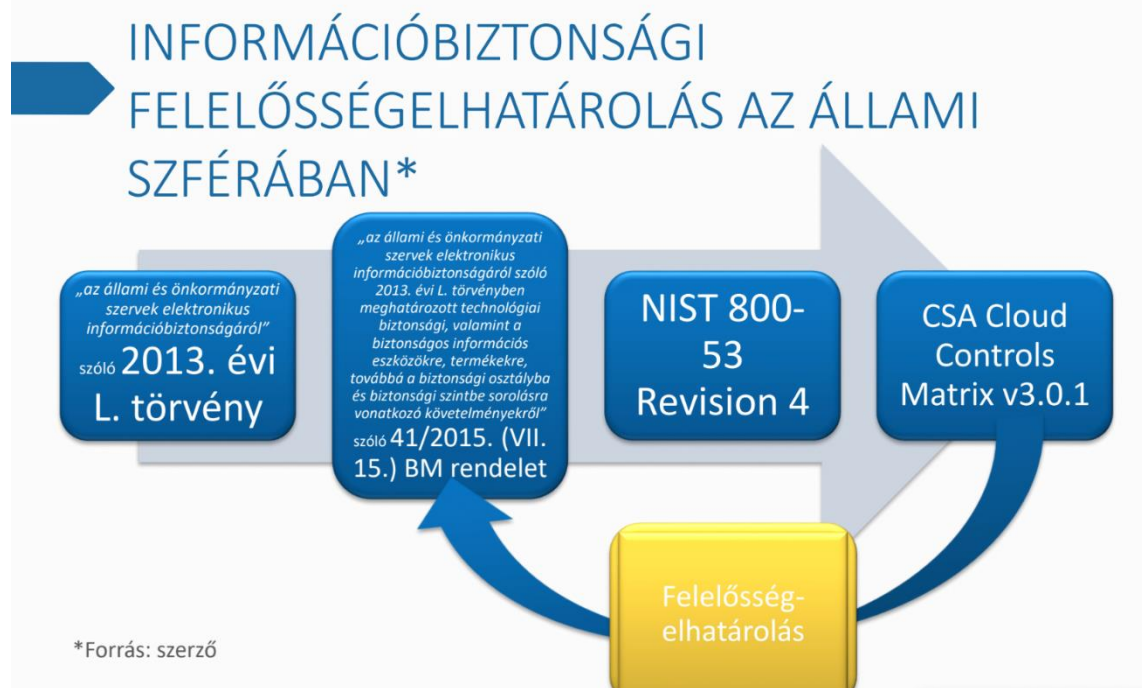 INFORMÁCIÓBIZTONSÁGI
FELELŐSSÉGELHATÁROLÁS AZ ÁLLAMI
SZFÉRÁBAN*
„az állami és önkormányzati
szervek elektronikus
információbiztonságáról”
szóló 2013. évi
L. törvény
„az állami és önkormányzati
szervek elektronikus
információbiztonságáról szóló
2013. évi L. törvényben
meghatározott technológiai
biztonsági, valamint a
biztonságos információs
eszközökre, termékekre,
továbbá a biztonsági osztályba
és biztonsági szintbe sorolásra
vonatkozó követelményekről”
szóló 41/2015. (VII.
15.) BM rendelet
NIST 800-
53
Revision 4
CSA Cloud
Controls
Matrix v3.0.1
Felelősség-
elhatárolás
*Forrás: szerző